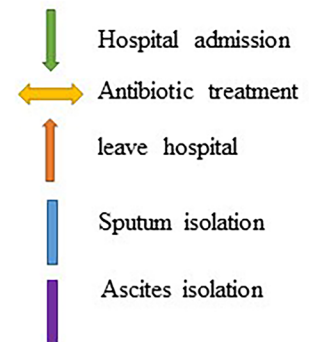 Hospital admission
Antibiotic treatment
leave hospital
Sputum isolation
Ascites isolation